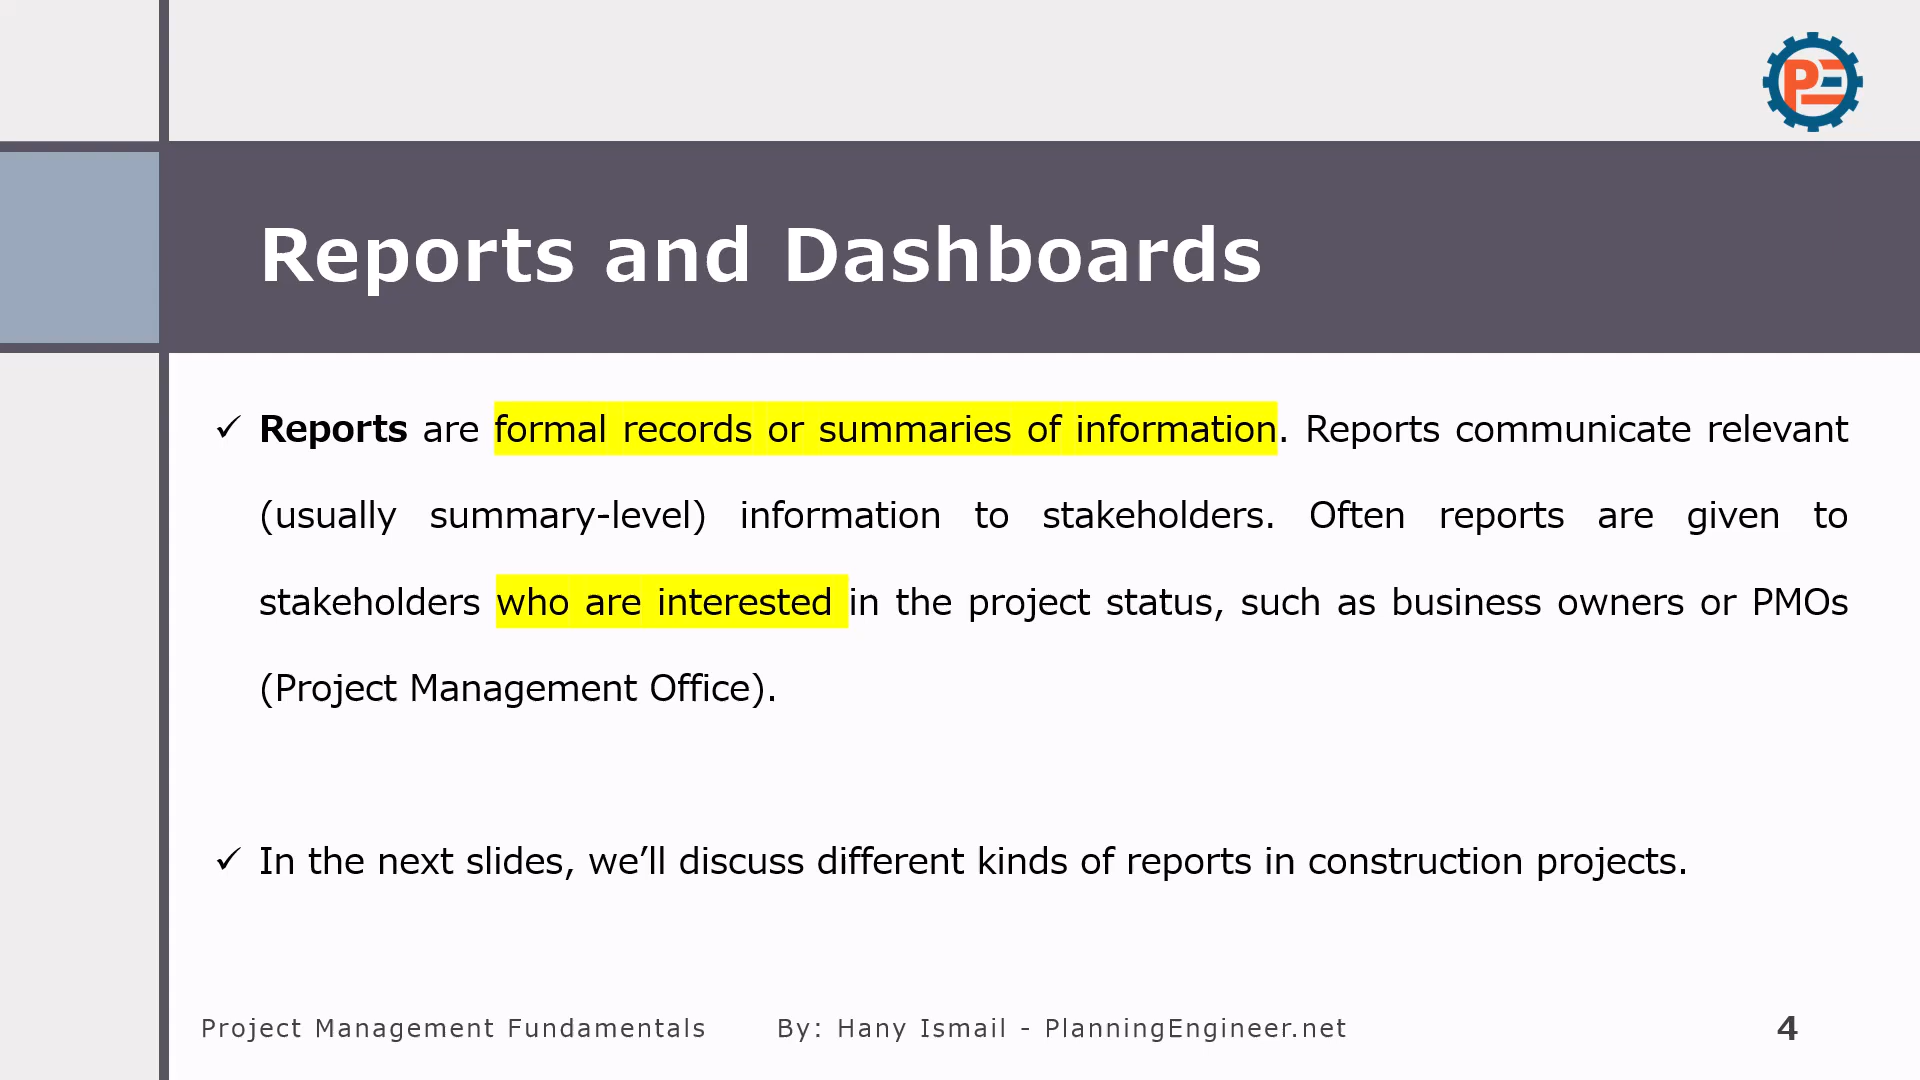 PE
Reports and Dashboards
✓ Reports are formal records or summaries of information. Reports communicate relevant
(usually summary-level) information to stakeholders. Often reports are given to
stakeholders who are interested in the project status, such as business owners or PMOs
(Project Management Office).
✓ In the next slides, we’ll discuss different kinds of reports in construction projects.
Project Management Fundamentals By: Hany Ismail - PlanningEngineer.net 4